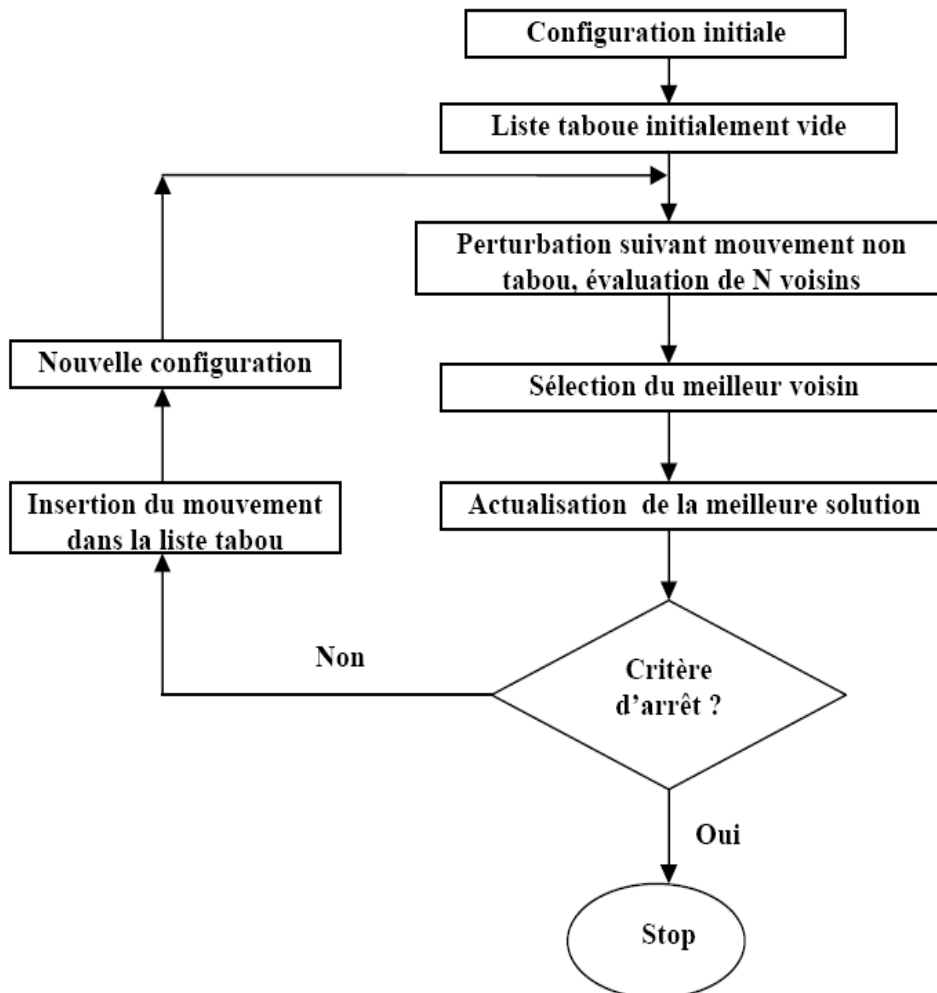 Configuration initiale
Liste taboue initialement vide
Perturbation suivant mouvement non
tabou, évaluation de N voisins
Nouvelle configuration
Sélection du meilleur voisin
Insertion du mouvement
dans la liste tabou
Actualisation de la meilleure solution
Non
Critère
d'arrêt ?
Oui
Stop